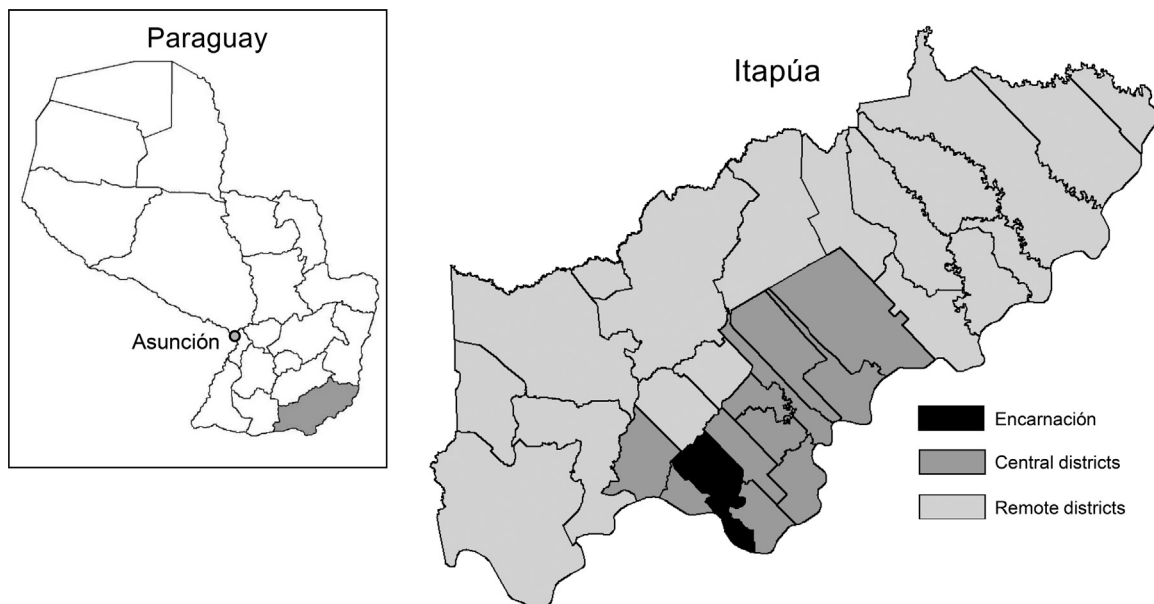 Paraguay
Asunción
Itapúa
Encarnación
Central districts
Remote districts